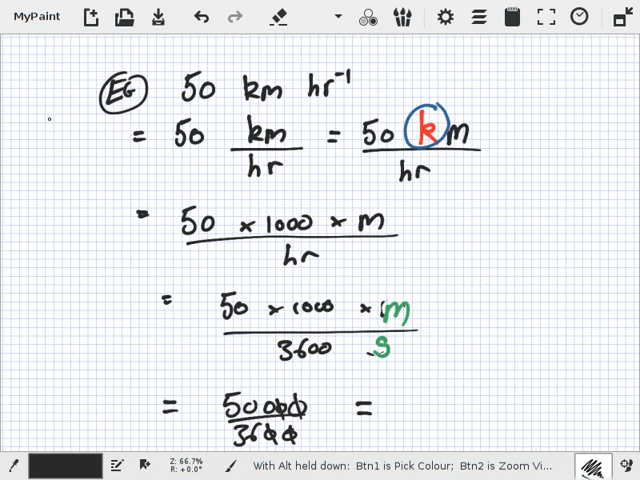 MyPaint
EG 50 km hr⁻¹
= 50 km/hr = 50 km/hr
= 50 × 1000 × m/hr
= 50 × 1000 × m/3600 s
= 50000/3600 =
Z: 66.7%
R: +0.0°
With Alt held down: Btn1 is Pick Colour; Btn2 is Zoom Vi...